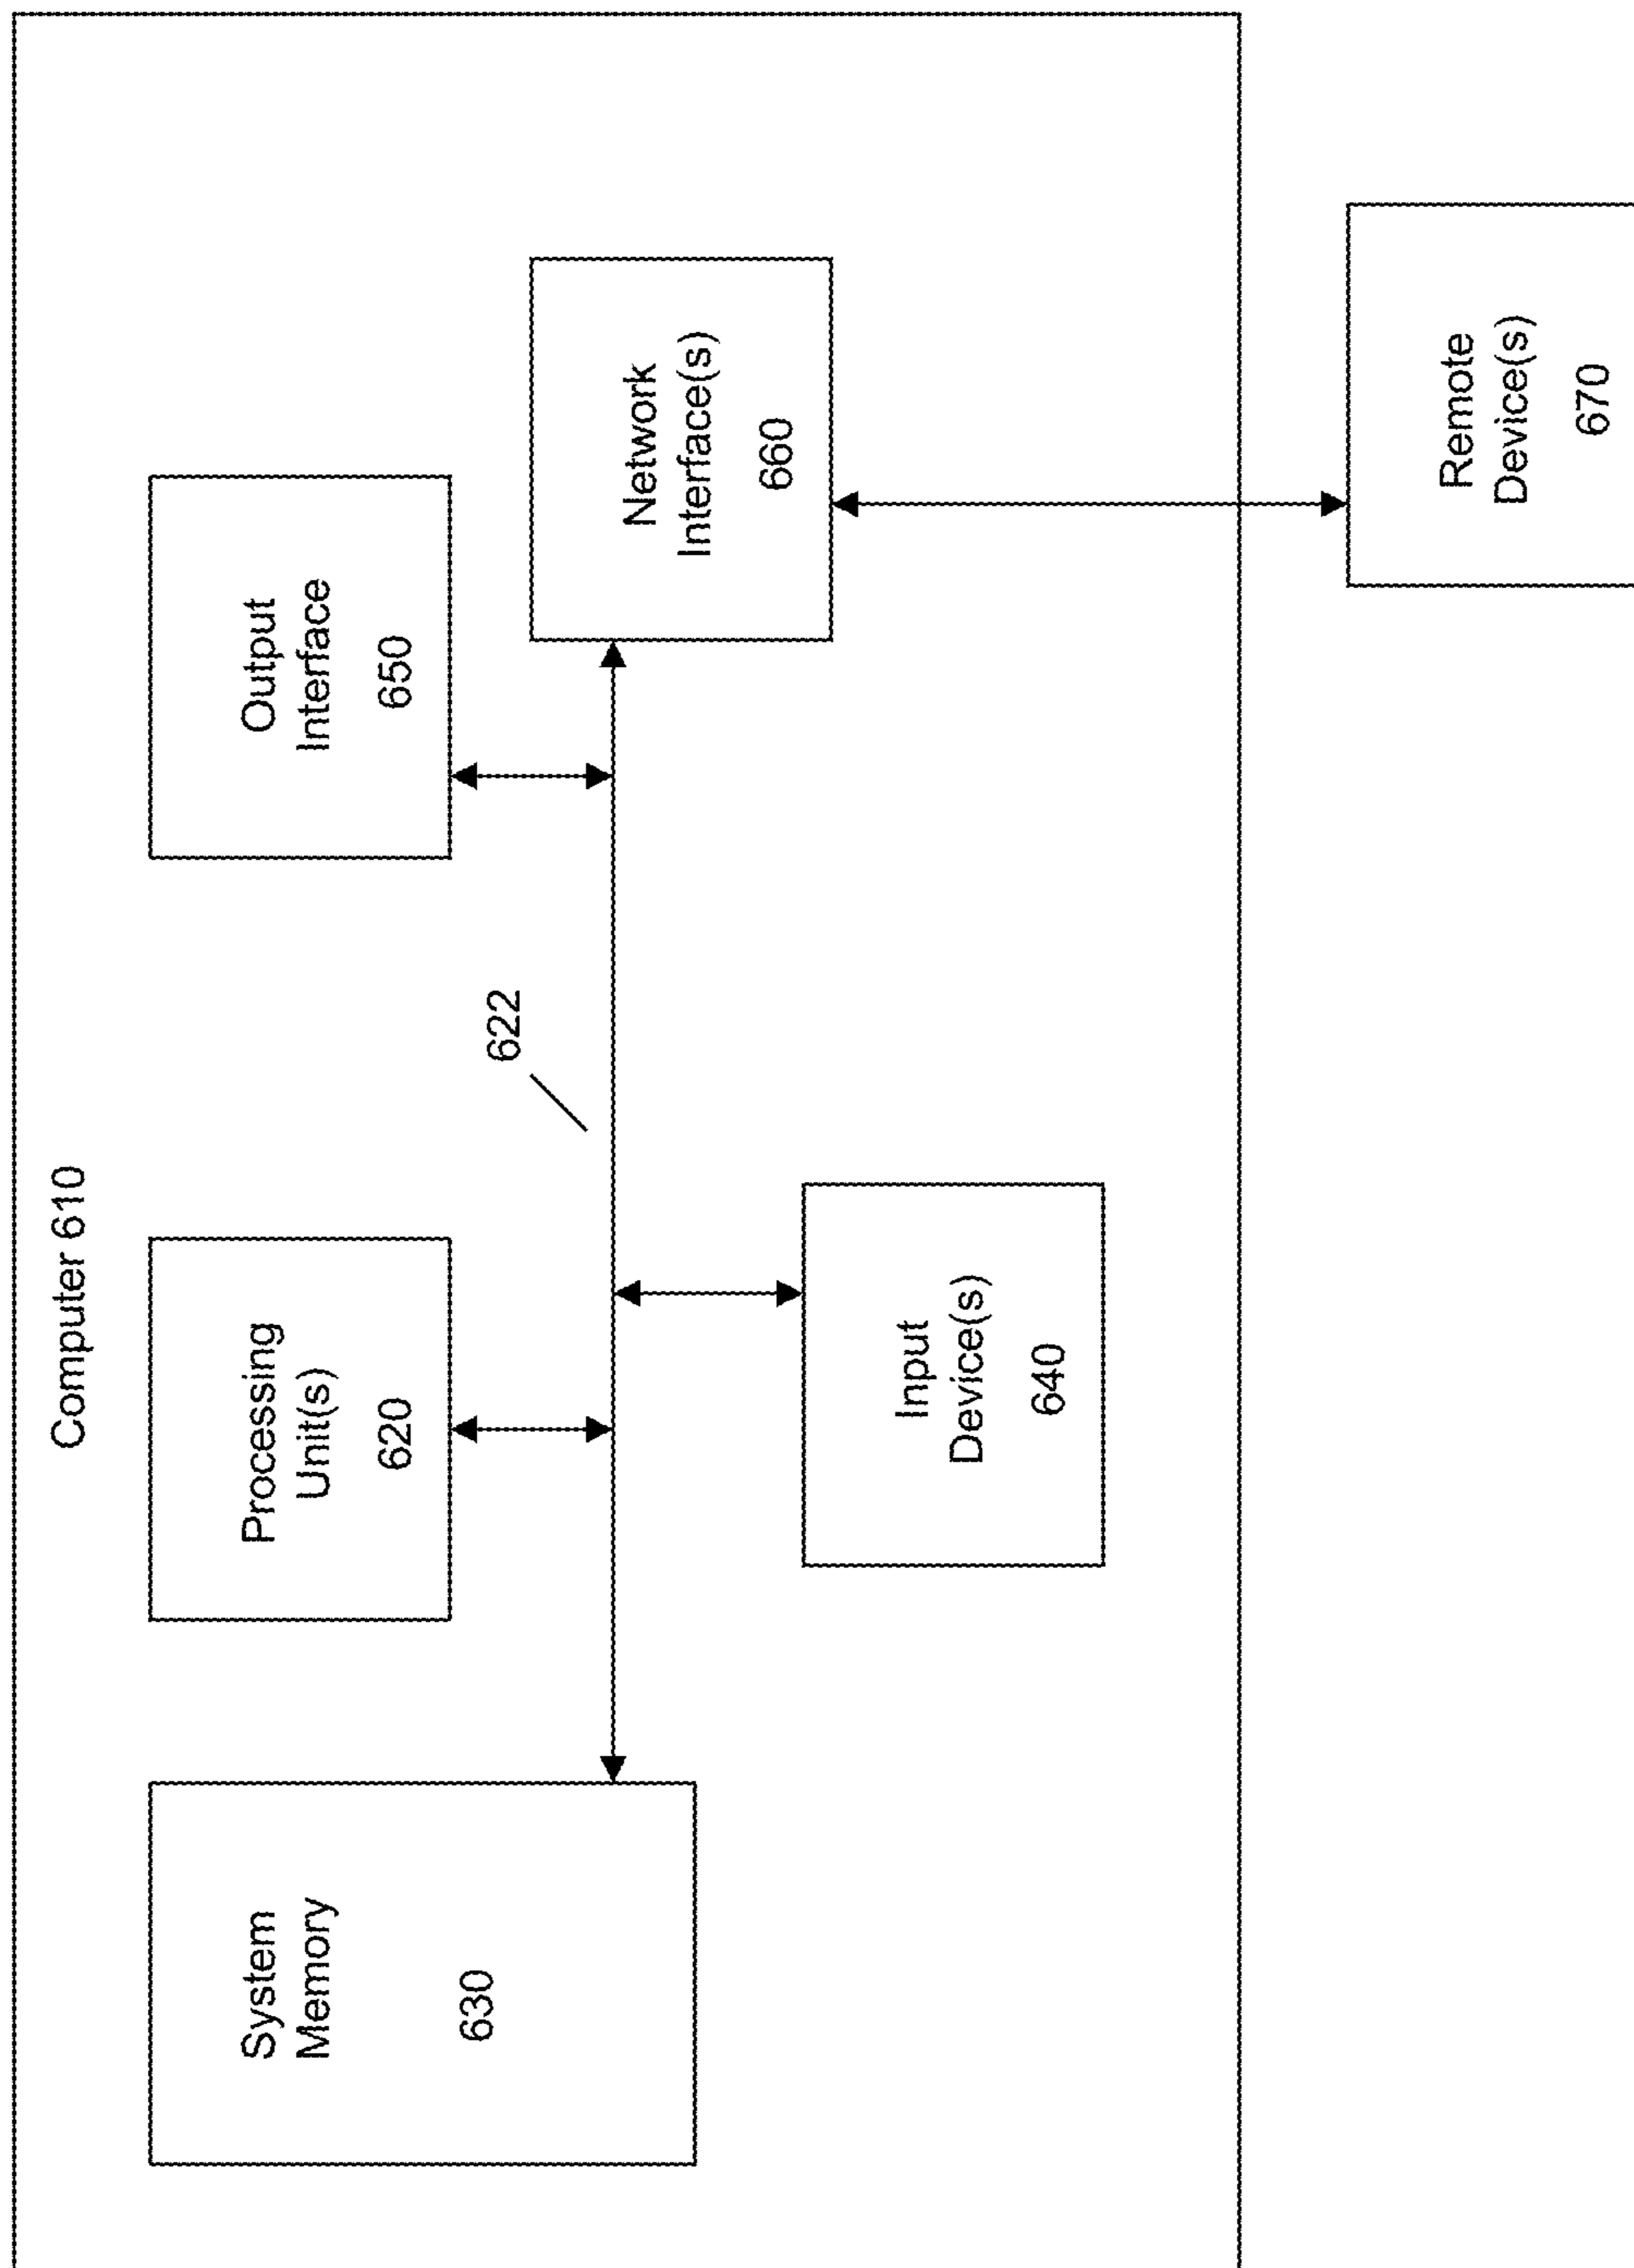 Computer 610
System
Memory
630
Processing
Unit(s)
620
Output
Interface
650
622
Network
Interface(s)
660
Input
Device(s)
640
Remote
Device(s)
670